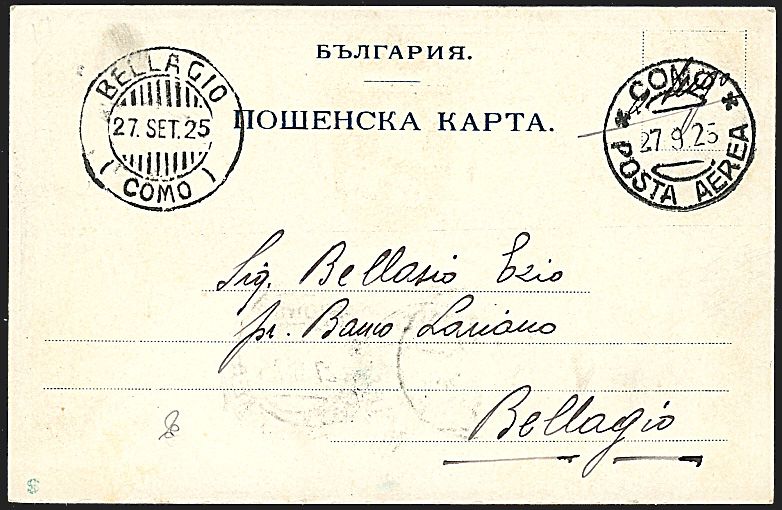 БЪЛГАРИЯ.
ПОШЕНСКА КАРТА.
BELLAGIO
27. SET. 25
(COMO)
* COMO *
27 9.25
POSTA AEREA
Sig. Bellasio Ezio
pr. Banco Lariano
Bellagio